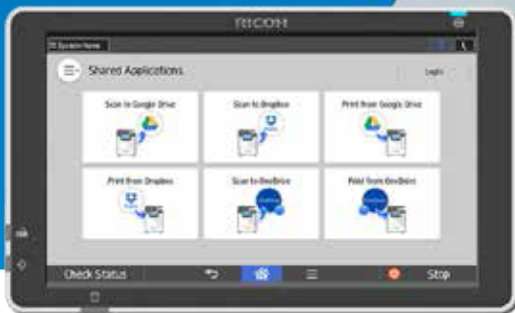 RICOH
Shared Applications
Login
Scan to Google Drive
Scan to Dropbox
Print from Google Drive
Print from Dropbox
Scan to OneDrive
Print from OneDrive
Check Status
Stop